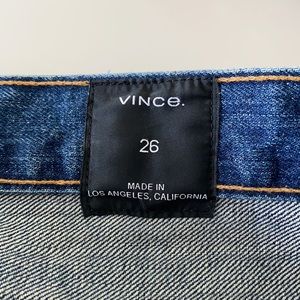 VINCe.
26
MADE IN
LOS ANGELES, CALIFORNIA